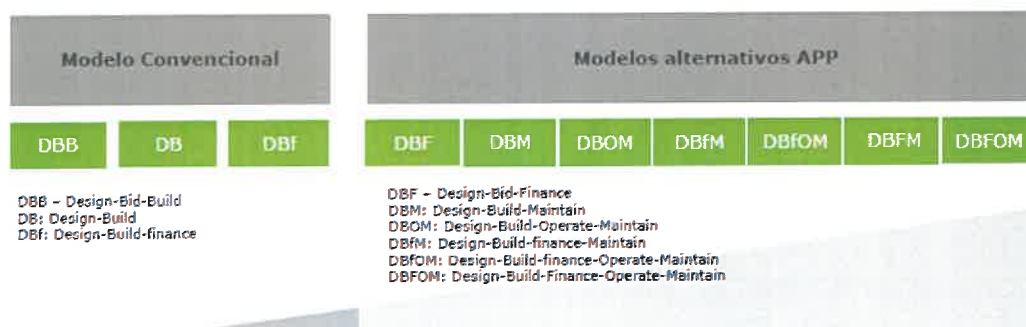 Modelo Convencional
Modelos alternativos APP
DBB DB DBf
DBF DBM DBOM DBfM DBfOM DBFM DBFOM
DBB – Design-Bid-Build
DB: Design-Build
DBf: Design-Build-finance
DBF – Design-Bid-Finance
DBM: Design-Build-Maintain
DBOM: Design-Build-Operate-Maintain
DBfM: Design-Build-finance-Maintain
DBfOM: Design-Build-finance-Operate-Maintain
DBFOM: Design-Build-Finance-Operate-Maintain